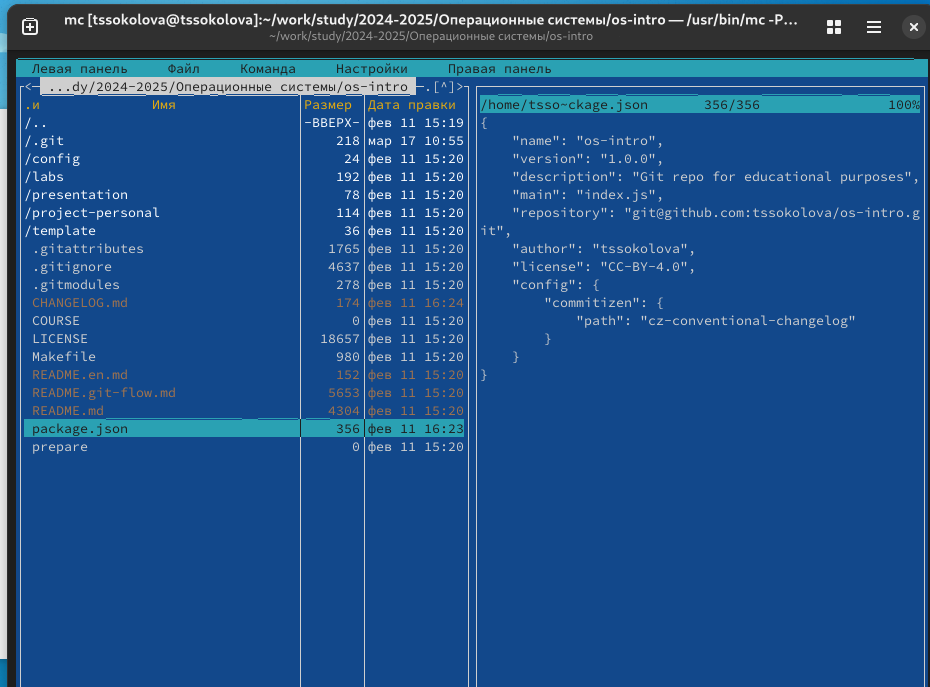 mc [tssokolova@tssokolova]:~/work/study/2024-2025/Операционные системы/os-intro — /usr/bin/mc -P...
~/work/study/2024-2025/Операционные системы/os-intro
Левая панель Файл Команда Настройки Правая панель
<— ...dy/2024-2025/Операционные системы/os-intro —.[^]>
.и Имя Размер Дата правки
/.. -ВВЕРХ- фев 11 15:19
/.git 218 мар 17 10:55
/config 24 фев 11 15:20
/labs 192 фев 11 15:20
/presentation 78 фев 11 15:20
/project-personal 114 фев 11 15:20
/template 36 фев 11 15:20
.gitattributes 1765 фев 11 15:20
.gitignore 4637 фев 11 15:20
.gitmodules 278 фев 11 15:20
CHANGELOG.md 174 фев 11 16:24
COURSE 0 фев 11 15:20
LICENSE 18657 фев 11 15:20
Makefile 980 фев 11 15:20
README.en.md 152 фев 11 15:20
README.git-flow.md 5653 фев 11 15:20
README.md 4304 фев 11 15:20
package.json 356 фев 11 16:23
prepare 0 фев 11 15:20
/home/tsso~ckage.json 356/356 100%
{
"name": "os-intro",
"version": "1.0.0",
"description": "Git repo for educational purposes",
"main": "index.js",
"repository": "git@github.com:tssokolova/os-intro.g
it",
"author": "tssokolova",
"license": "CC-BY-4.0",
"config": {
"commitizen": {
"path": "cz-conventional-changelog"
}
}
}